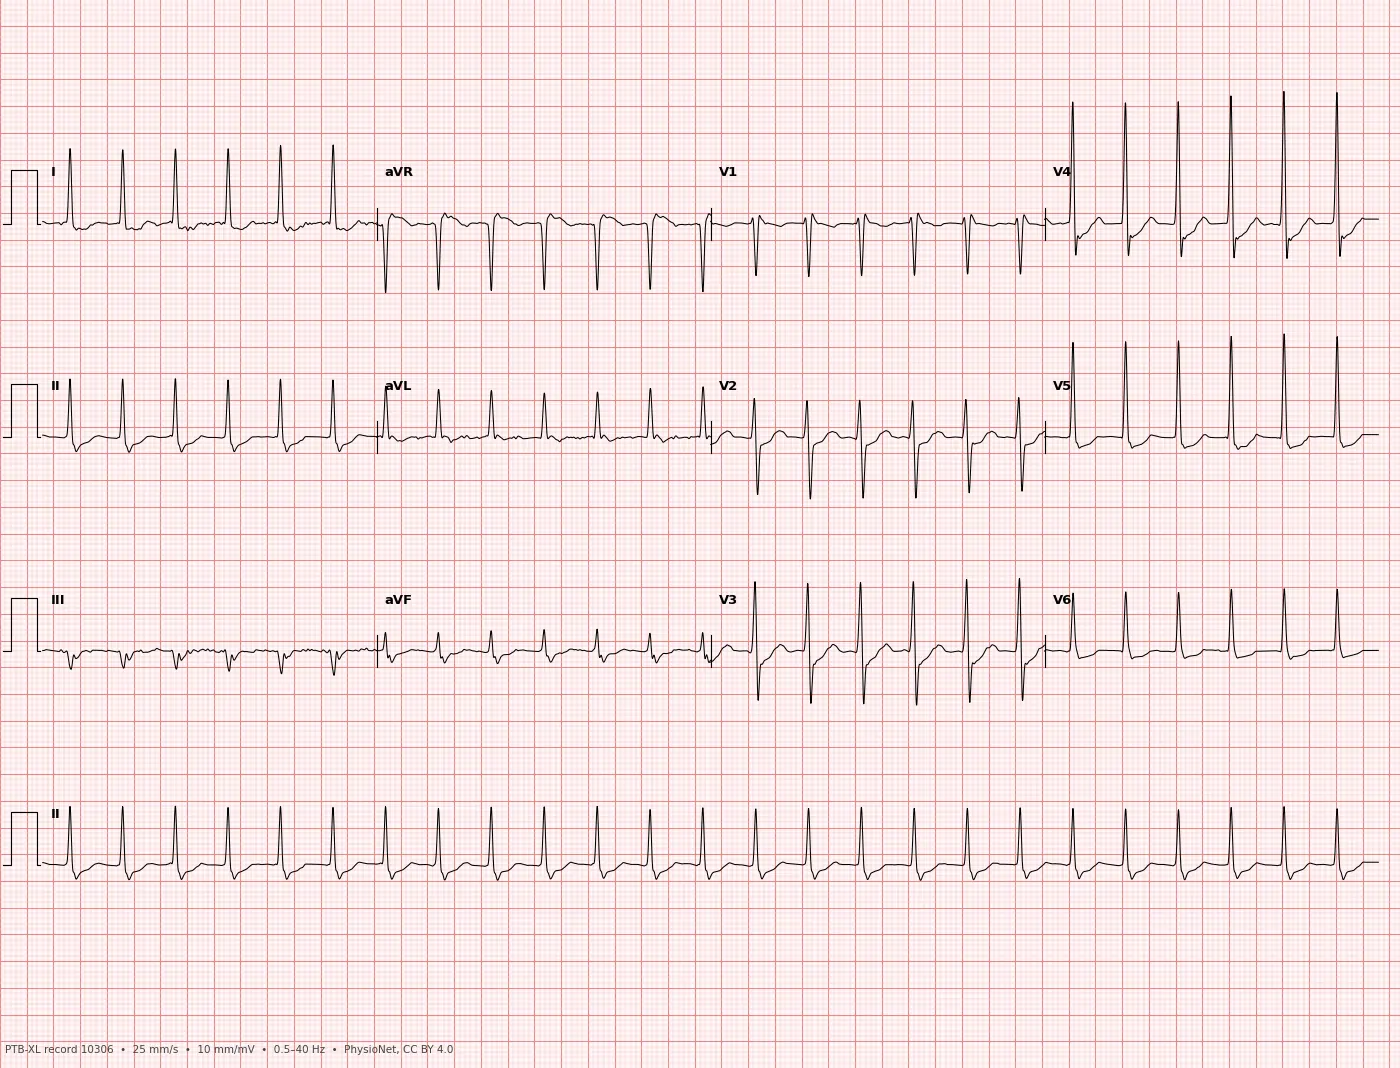 I aVR V1 V4
II aVL V2 V5
III aVF V3 V6
II
PTB-XL record 10306 • 25 mm/s • 10 mm/mV • 0.5–40 Hz • PhysioNet, CC BY 4.0